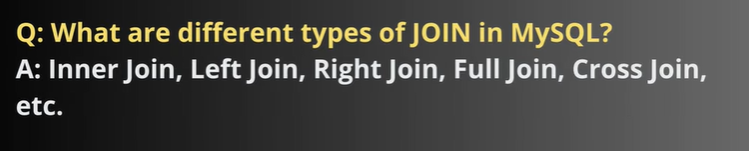 Q: What are different types of JOIN in MySQL?
A: Inner Join, Left Join, Right Join, Full Join, Cross Join,
etc.